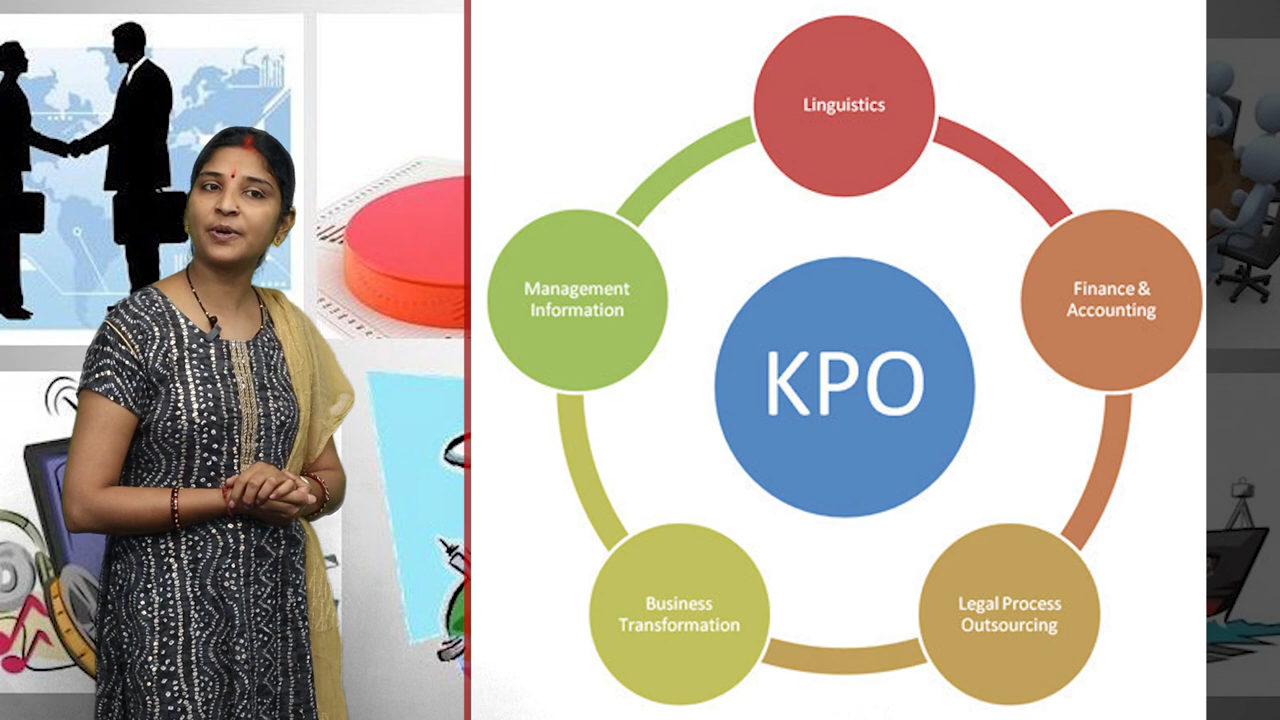 Linguistics
Finance &
Accounting
Legal Process
Outsourcing
Business
Transformation
Management
Information
KPO